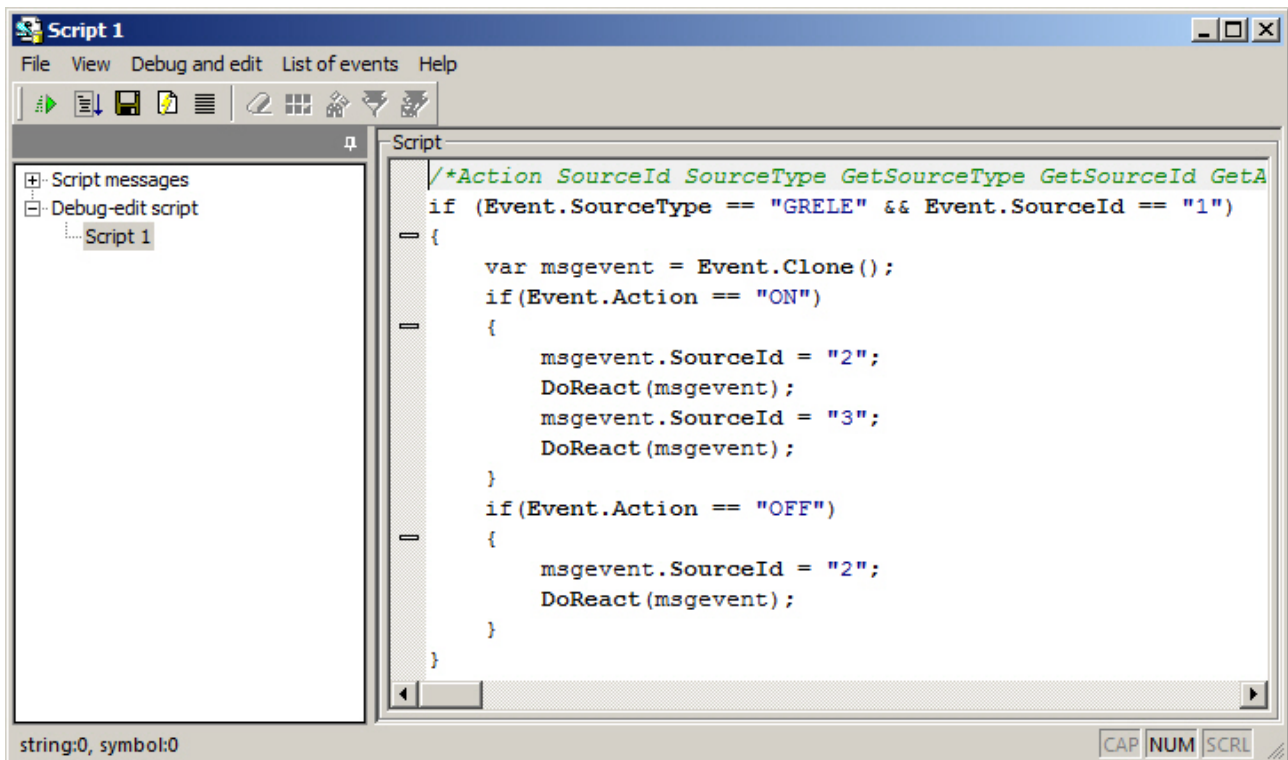 Script 1
File View Debug and edit List of events Help
Script messages
Debug-edit script
Script 1
Script
/*Action SourceId SourceType GetSourceType GetSourceId GetA
if (Event.SourceType == "GRELE" && Event.SourceId == "1")
{
var msgevent = Event.Clone();
if(Event.Action == "ON")
{
msgevent.SourceId = "2";
DoReact(msgevent);
msgevent.SourceId = "3";
DoReact(msgevent);
}
if(Event.Action == "OFF")
{
msgevent.SourceId = "2";
DoReact(msgevent);
}
}
string:0, symbol:0
CAP NUM SCRL